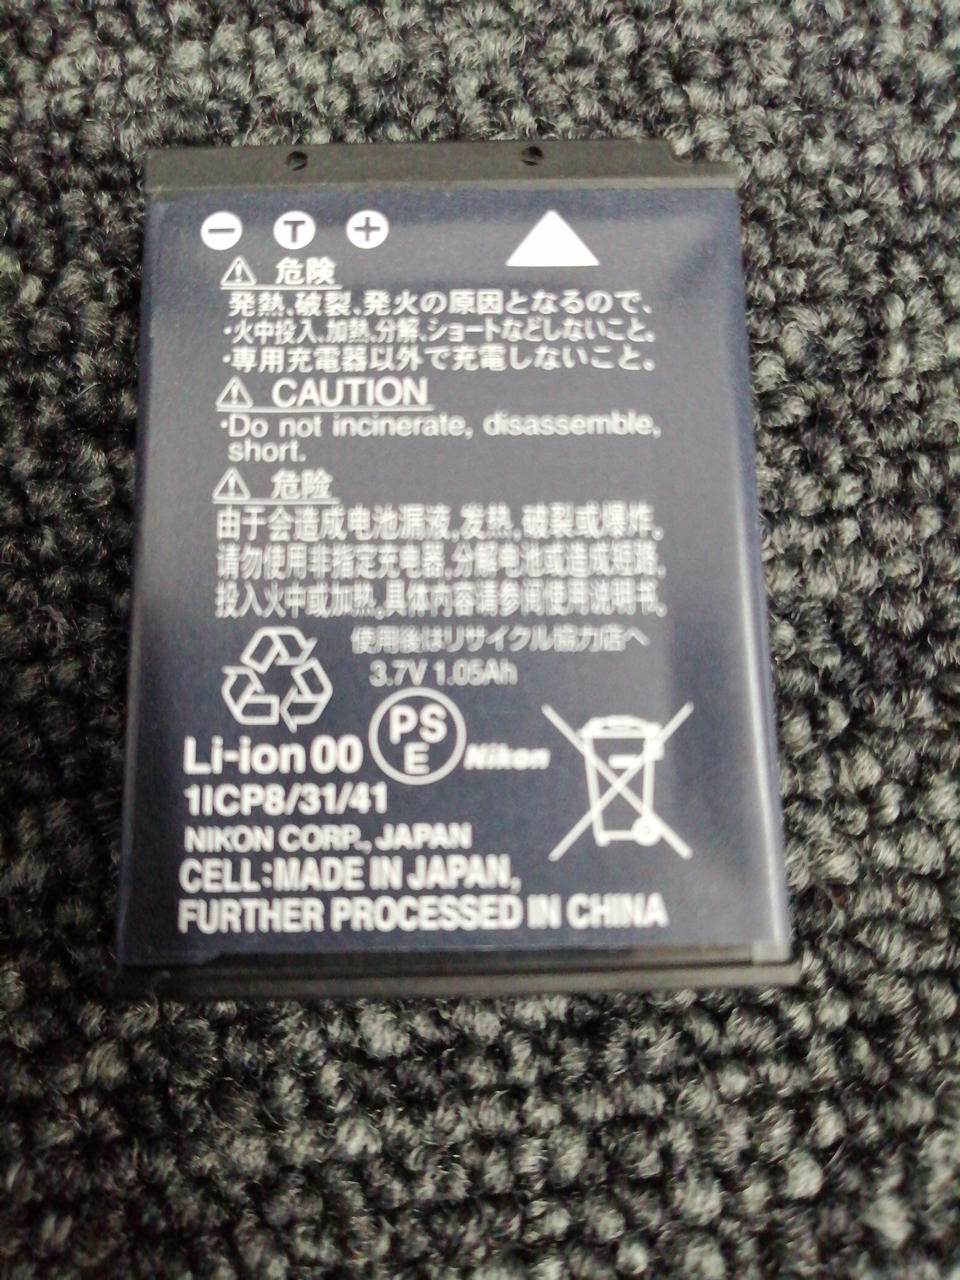 − T +
危険
発熱、破裂、発火の原因となるので、
・火中投入、加熱、分解、ショートなどしないこと。
・専用充電器以外で充電しないこと。
CAUTION
・Do not incinerate, disassemble,
short.
危险
由于会造成电池漏液,发热,破裂或爆炸。
请勿使用非指定充电器,分解电池或造成短路,
投入火中或加热,具体内容请参阅使用说明书。
使用後はリサイクル協力店へ
3.7V 1.05Ah
Li-ion 00 PS E Nikon
1ICP8/31/41
NIKON CORP., JAPAN
CELL:MADE IN JAPAN,
FURTHER PROCESSED IN CHINA